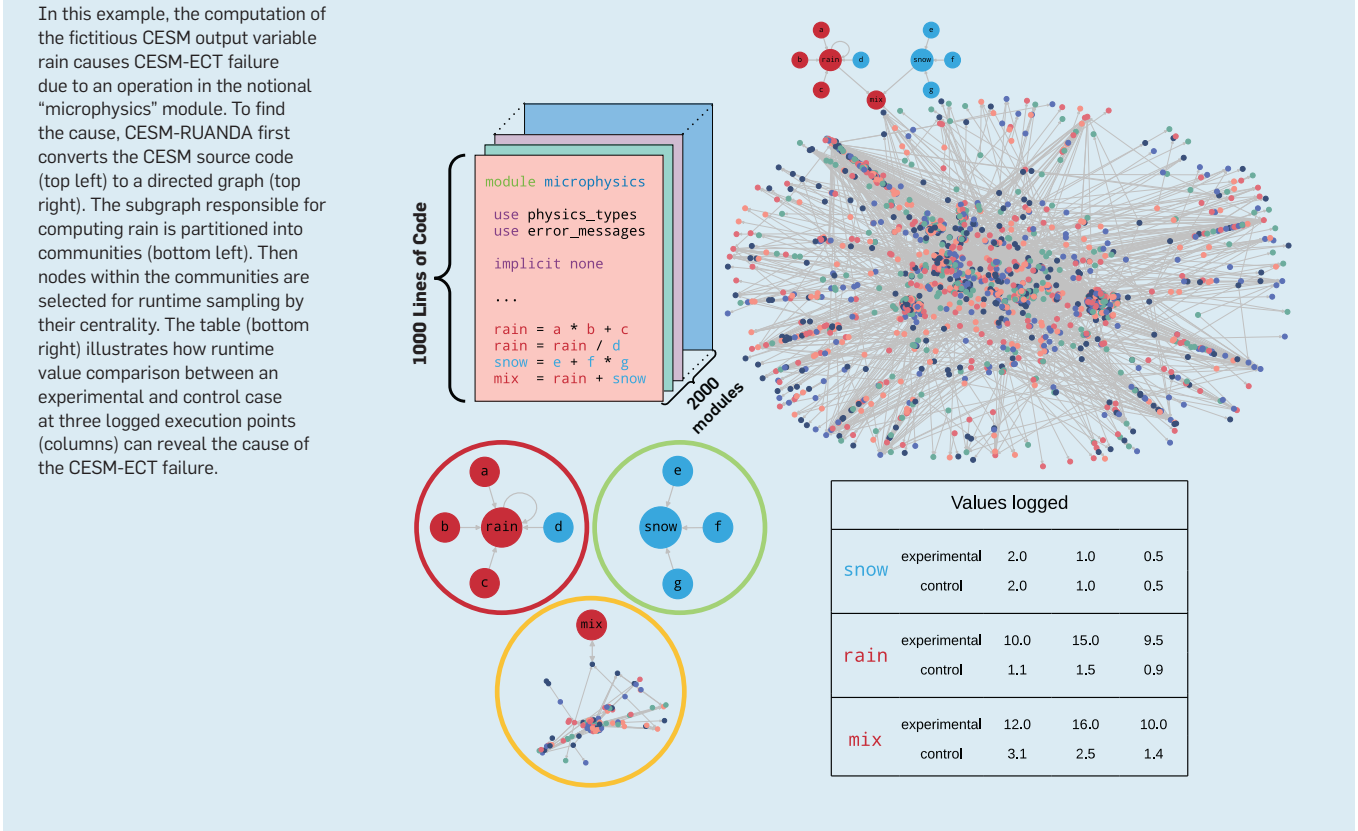 In this example, the computation of
the fictitious CESM output variable
rain causes CESM-ECT failure
due to an operation in the notional
“microphysics” module. To find
the cause, CESM-RUANDA first
converts the CESM source code
(top left) to a directed graph (top
right). The subgraph responsible for
computing rain is partitioned into
communities (bottom left). Then
nodes within the communities are
selected for runtime sampling by
their centrality. The table (bottom
right) illustrates how runtime
value comparison between an
experimental and control case
at three logged execution points
(columns) can reveal the cause of
the CESM-ECT failure.
1000 Lines of Code
module microphysics
use physics_types
use error_messages
implicit none
...
rain = a * b + c
rain = rain / d
snow = e + f * g
mix = rain + snow
2000
modules
a
b
rain
d
c
e
snow
f
g
mix
a
b
rain
d
c
e
snow
f
g
mix
Values logged
snow
experimental 2.0 1.0 0.5
control 2.0 1.0 0.5
rain
experimental 10.0 15.0 9.5
control 1.1 1.5 0.9
mix
experimental 12.0 16.0 10.0
control 3.1 2.5 1.4